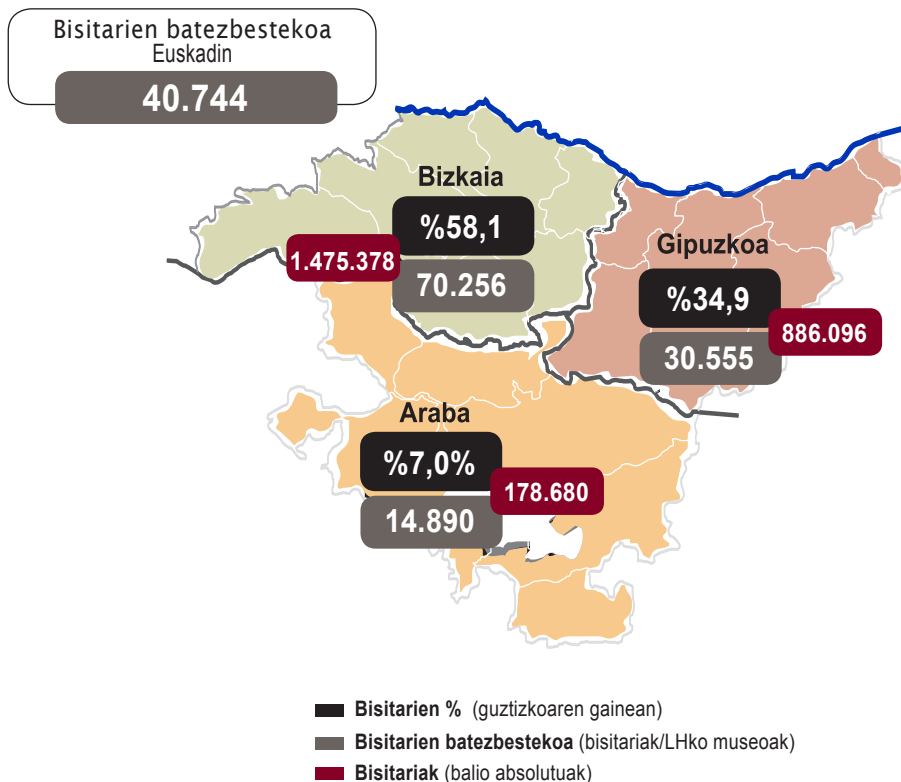 Bisitarien batezbestekoa
Euskadin
40.744
Bizkaia
%58,1
1.475.378
70.256
Gipuzkoa
%34,9
886.096
30.555
Araba
%7,0%
178.680
14.890
Bisitarien % (guztizkoaren gainean)
Bisitarien batezbestekoa (bisitariak/LHko museoak)
Bisitariak (balio absolutuak)